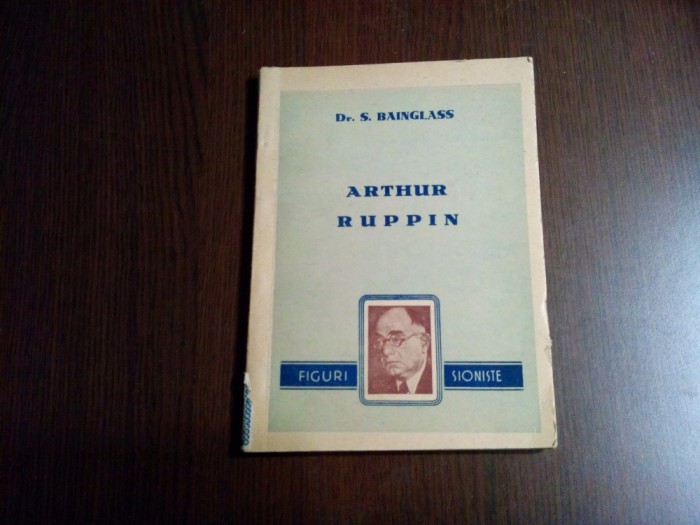 Dr. S. BAINGLASS
ARTHUR
RUPPIN
FIGURI SIONISTE